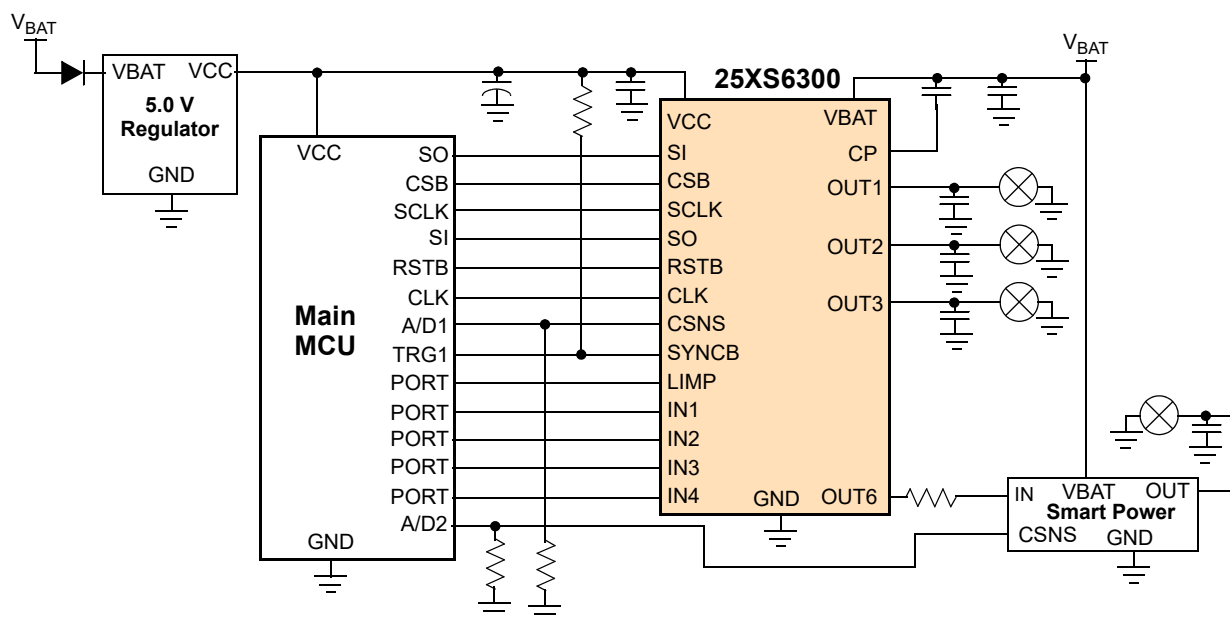 VBAT
VBAT VCC
5.0 V
Regulator
GND
Main
MCU
VCC
SO
CSB
SCLK
SI
RSTB
CLK
A/D1
TRG1
PORT
PORT
PORT
PORT
PORT
A/D2
GND
25XS6300
VCC
SI
CSB
SCLK
SO
RSTB
CLK
CSNS
SYNCB
LIMP
IN1
IN2
IN3
IN4
GND
VBAT
CP
OUT1
OUT2
OUT3
OUT6
VBAT
IN VBAT OUT
Smart Power
CSNS GND